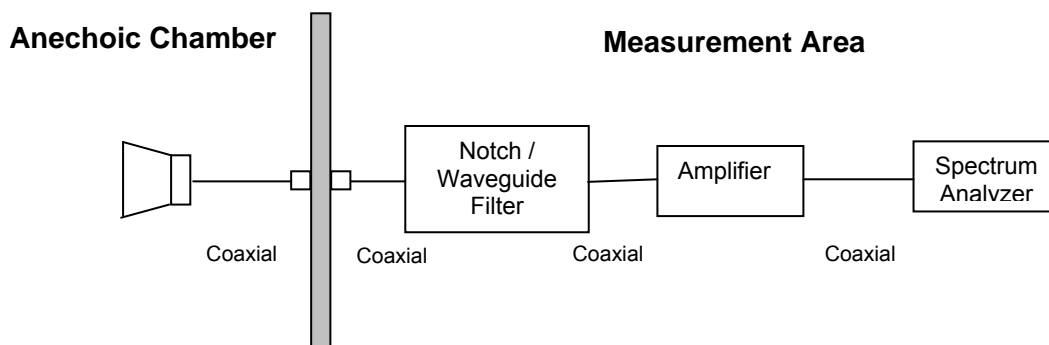 Anechoic Chamber
Measurement Area
Notch /
Waveguide
Filter
Amplifier
Spectrum
Analyzer
Coaxial
Coaxial
Coaxial
Coaxial